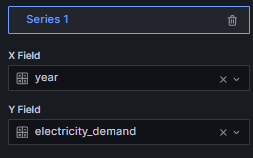 Series 1
X Field
year
Y Field
electricity_demand